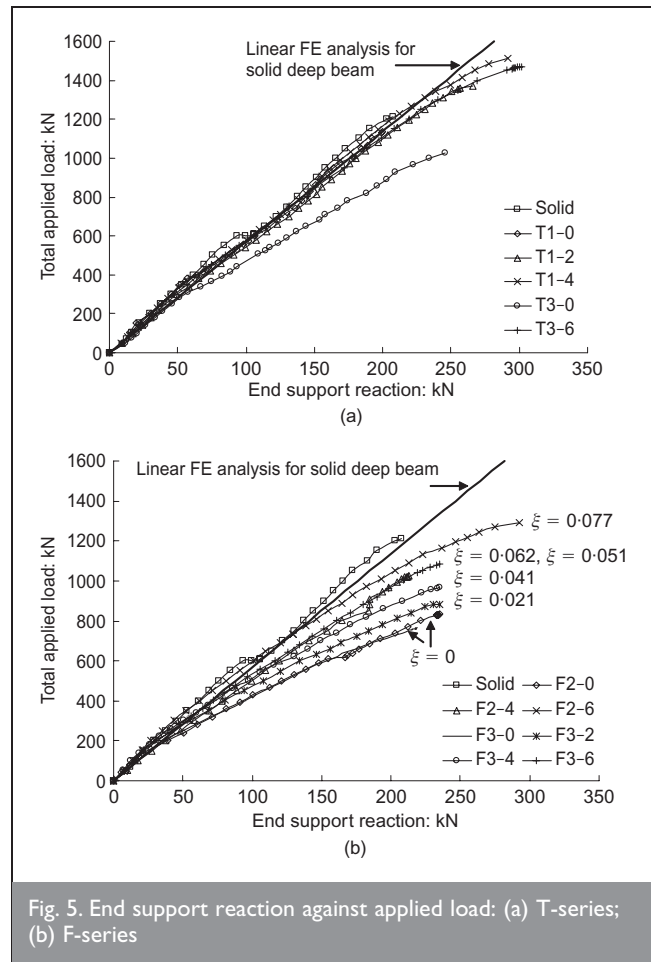 1600
1400
1200
1000
800
600
400
200
0
Total applied load: kN
Linear FE analysis for
solid deep beam
Solid
T1–0
T1–2
T1–4
T3–0
T3–6
0 50 100 150 200 250 300 350
End support reaction: kN
(a)
1600
1400
1200
1000
800
600
400
200
0
Total applied load: kN
Linear FE analysis for solid deep beam
ξ = 0·077
ξ = 0·062, ξ = 0·051
ξ = 0·041
ξ = 0·021
ξ = 0
Solid F2–0
F2–4 F2–6
F3–0 F3–2
F3–4 F3–6
0 50 100 150 200 250 300 350
End support reaction: kN
(b)
Fig. 5. End support reaction against applied load: (a) T-series;
(b) F-series